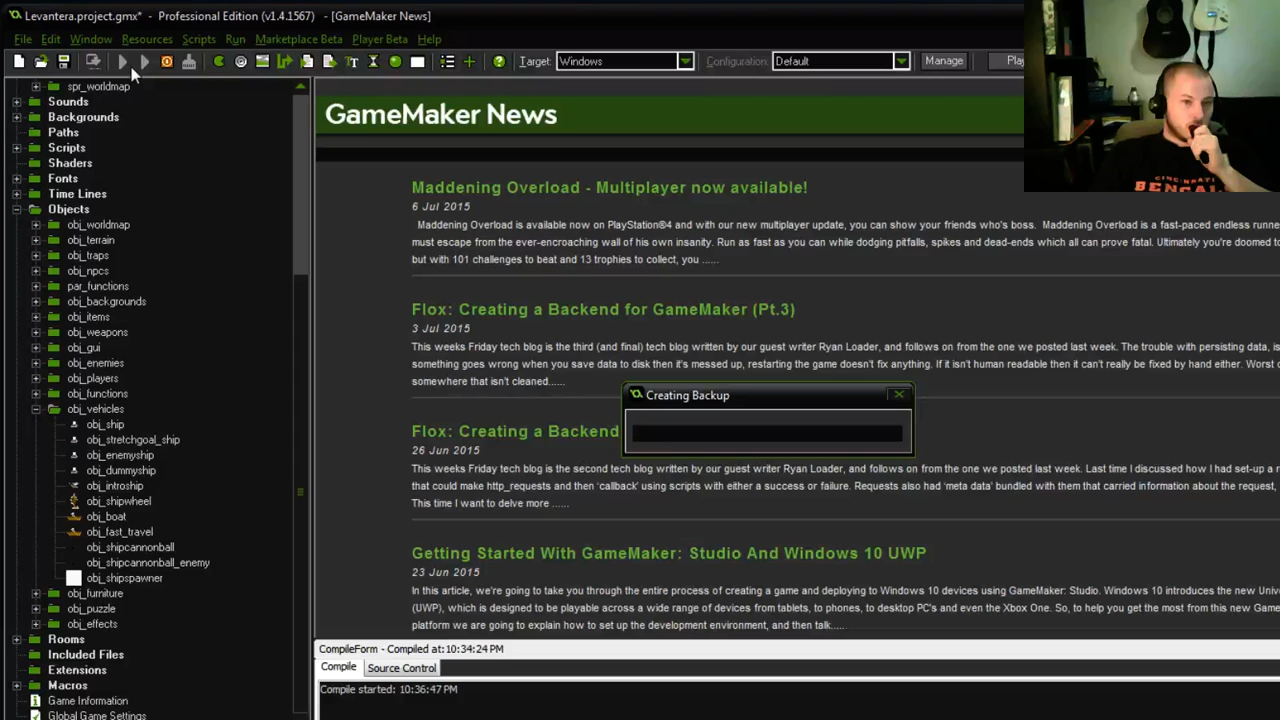 Levantera.project.gmx* - Professional Edition (v1.4.1567) - [GameMaker News]
File Edit Window Resources Scripts Run Marketplace Beta Player Beta Help
Target: Windows Configuration: Default Manage Pla
spr_worldmap
Sounds
Backgrounds
Paths
Scripts
Shaders
Fonts
Time Lines
Objects
obj_worldmap
obj_terrain
obj_traps
obj_npcs
par_functions
obj_backgrounds
obj_items
obj_weapons
obj_gui
obj_enemies
obj_players
obj_functions
obj_vehicles
obj_ship
obj_stretchgoal_ship
obj_enemyship
obj_dummyship
obj_introship
obj_shipwheel
obj_boat
obj_fast_travel
obj_shipcannonball
obj_shipcannonball_enemy
obj_shipspawner
obj_furniture
obj_puzzle
obj_effects
Rooms
Included Files
Extensions
Macros
Game Information
Global Game Settings
GameMaker News
Maddening Overload - Multiplayer now available!
6 Jul 2015
Maddening Overload is available now on PlayStation®4 and with our new multiplayer update, you can show your friends who's boss. Maddening Overload is a fast-paced endless runne
must escape from the ever-encroaching wall of his own insanity. Run as fast as you can while dodging pitfalls, spikes and dead-ends which all can prove fatal. Ultimately you're doomed to
but with 101 challenges to beat and 13 trophies to collect, you ......
Flox: Creating a Backend for GameMaker (Pt.3)
3 Jul 2015
This weeks Friday tech blog is the third (and final) tech blog written by our guest writer Ryan Loader, and follows on from the one we posted last week. The trouble with persisting data, is
something goes wrong when you save data to disk then it's messed up, restarting the game doesn't fix anything. If it isn't human readable then it can't really be fixed by hand either. Worst o
somewhere that isn't cleaned......
Creating Backup
Flox: Creating a Backend
26 Jun 2015
This weeks Friday tech blog is the second tech blog written by our guest writer Ryan Loader, and follows on from the one we posted last week. Last time I discussed how I had set-up a r
that could make http_requests and then 'callback' using scripts with either a success or failure. Requests also had 'meta data' bundled with them that carried information about the request,
This time I want to delve more ......
Getting Started With GameMaker: Studio And Windows 10 UWP
23 Jun 2015
In this article, we're going to take you through the entire process of creating a game and deploying to Windows 10 devices using GameMaker: Studio. Windows 10 introduces the new Unive
(UWP), which is designed to be playable across a wide range of devices from tablets, to phones, to desktop PC's and even the Xbox One. So, to help you get the most from this new Game
platform we are going to explain how to set up the development environment, and then talk.....
CompileForm - Compiled at:10:34:24 PM
Compile Source Control
Compile started: 10:36:47 PM
CINCINNATI
BENGALS